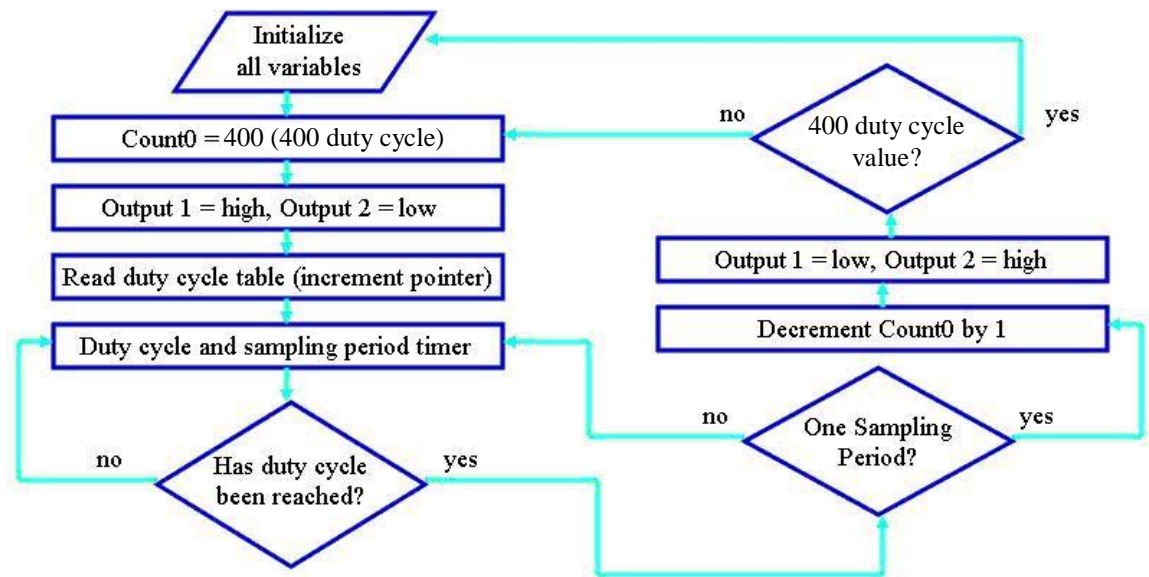 Initialize
all variables
Count0 = 400 (400 duty cycle)
Output 1 = high, Output 2 = low
Read duty cycle table (increment pointer)
Duty cycle and sampling period timer
Has duty cycle
been reached?
no
yes
One Sampling
Period?
no
yes
Decrement Count0 by 1
Output 1 = low, Output 2 = high
400 duty cycle
value?
no
yes